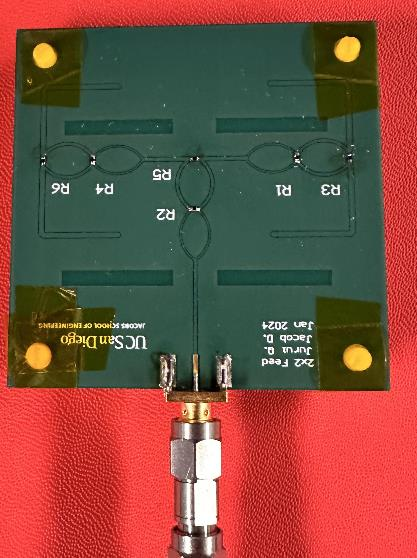 2x2 Feed
Jurui Q.
Jacob D.
Jan 2024
UC San Diego
JACOBS SCHOOL OF ENGINEERING
R2
R3
R1
R5
R4
R6